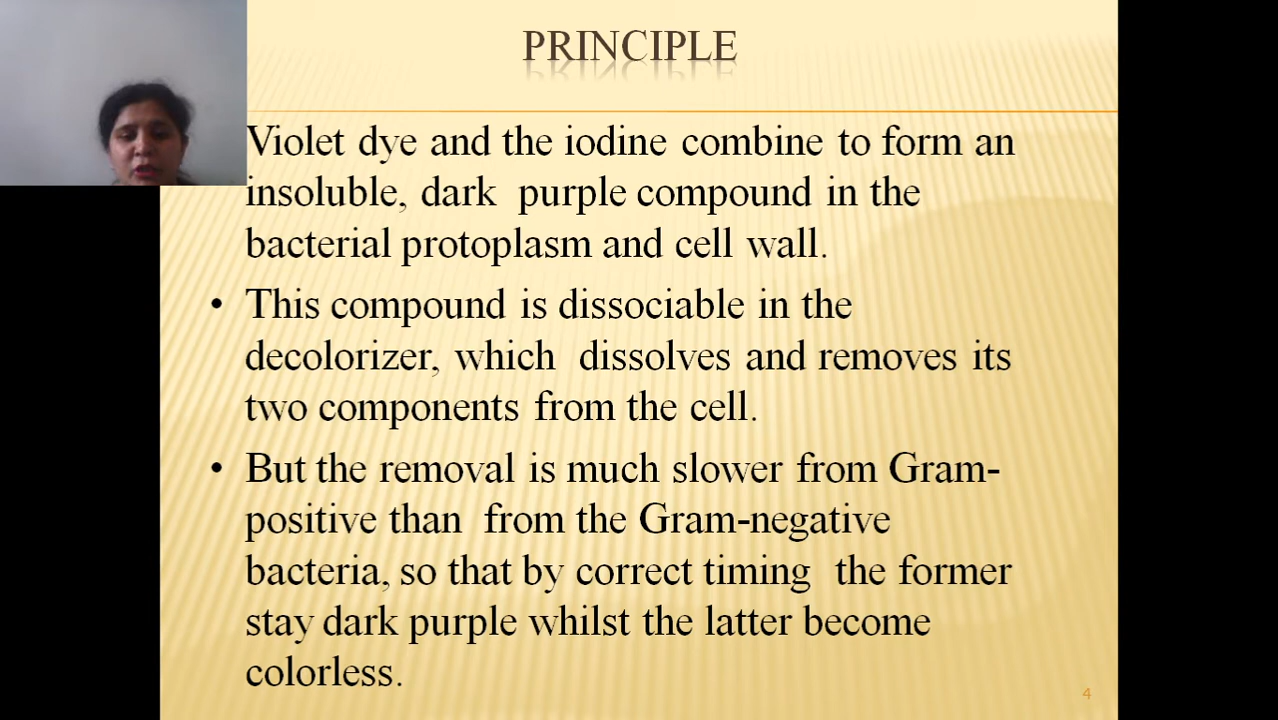 PRINCIPLE
Violet dye and the iodine combine to form an
insoluble, dark purple compound in the
bacterial protoplasm and cell wall.
• This compound is dissociable in the
decolorizer, which dissolves and removes its
two components from the cell.
• But the removal is much slower from Gram-
positive than from the Gram-negative
bacteria, so that by correct timing the former
stay dark purple whilst the latter become
colorless.
4